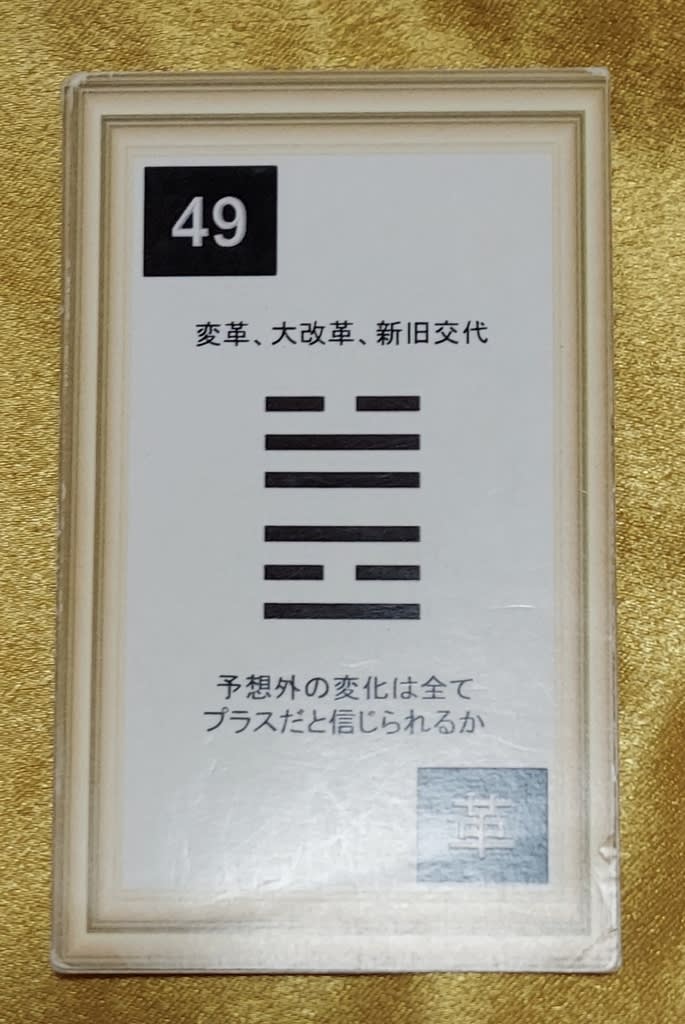 49
変革、大改革、新旧交代
予想外の変化は全て
プラスだと信じられるか
革